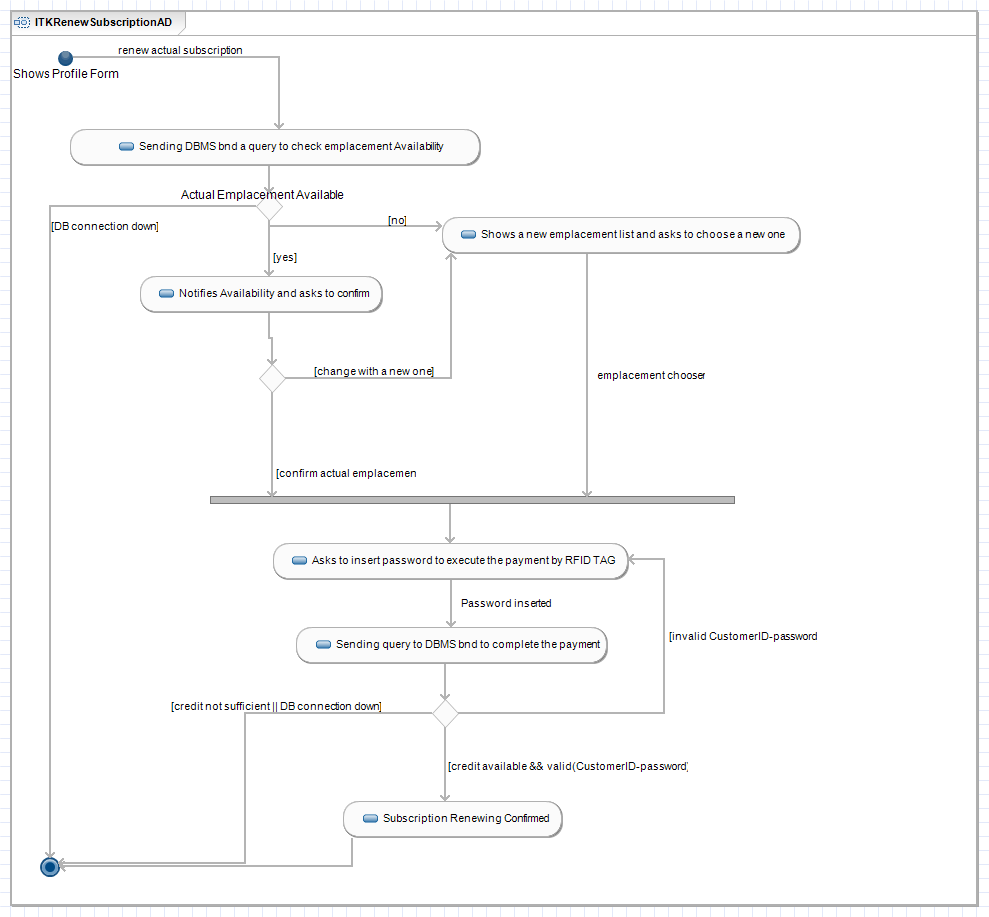 ITKRenewSubscriptionAD
renew actual subscription
Shows Profile Form
Sending DBMS bnd a query to check emplacement Availability
Actual Emplacement Available
[DB connection down]
[no]
Shows a new emplacement list and asks to choose a new one
[yes]
Notifies Availability and asks to confirm
[change with a new one]
emplacement chooser
[confirm actual emplacemen
Asks to insert password to execute the payment by RFID TAG
Password inserted
[invalid CustomerID-password
Sending query to DBMS bnd to complete the payment
[credit not sufficient || DB connection down]
[credit available && valid(CustomerID-password)
Subscription Renewing Confirmed